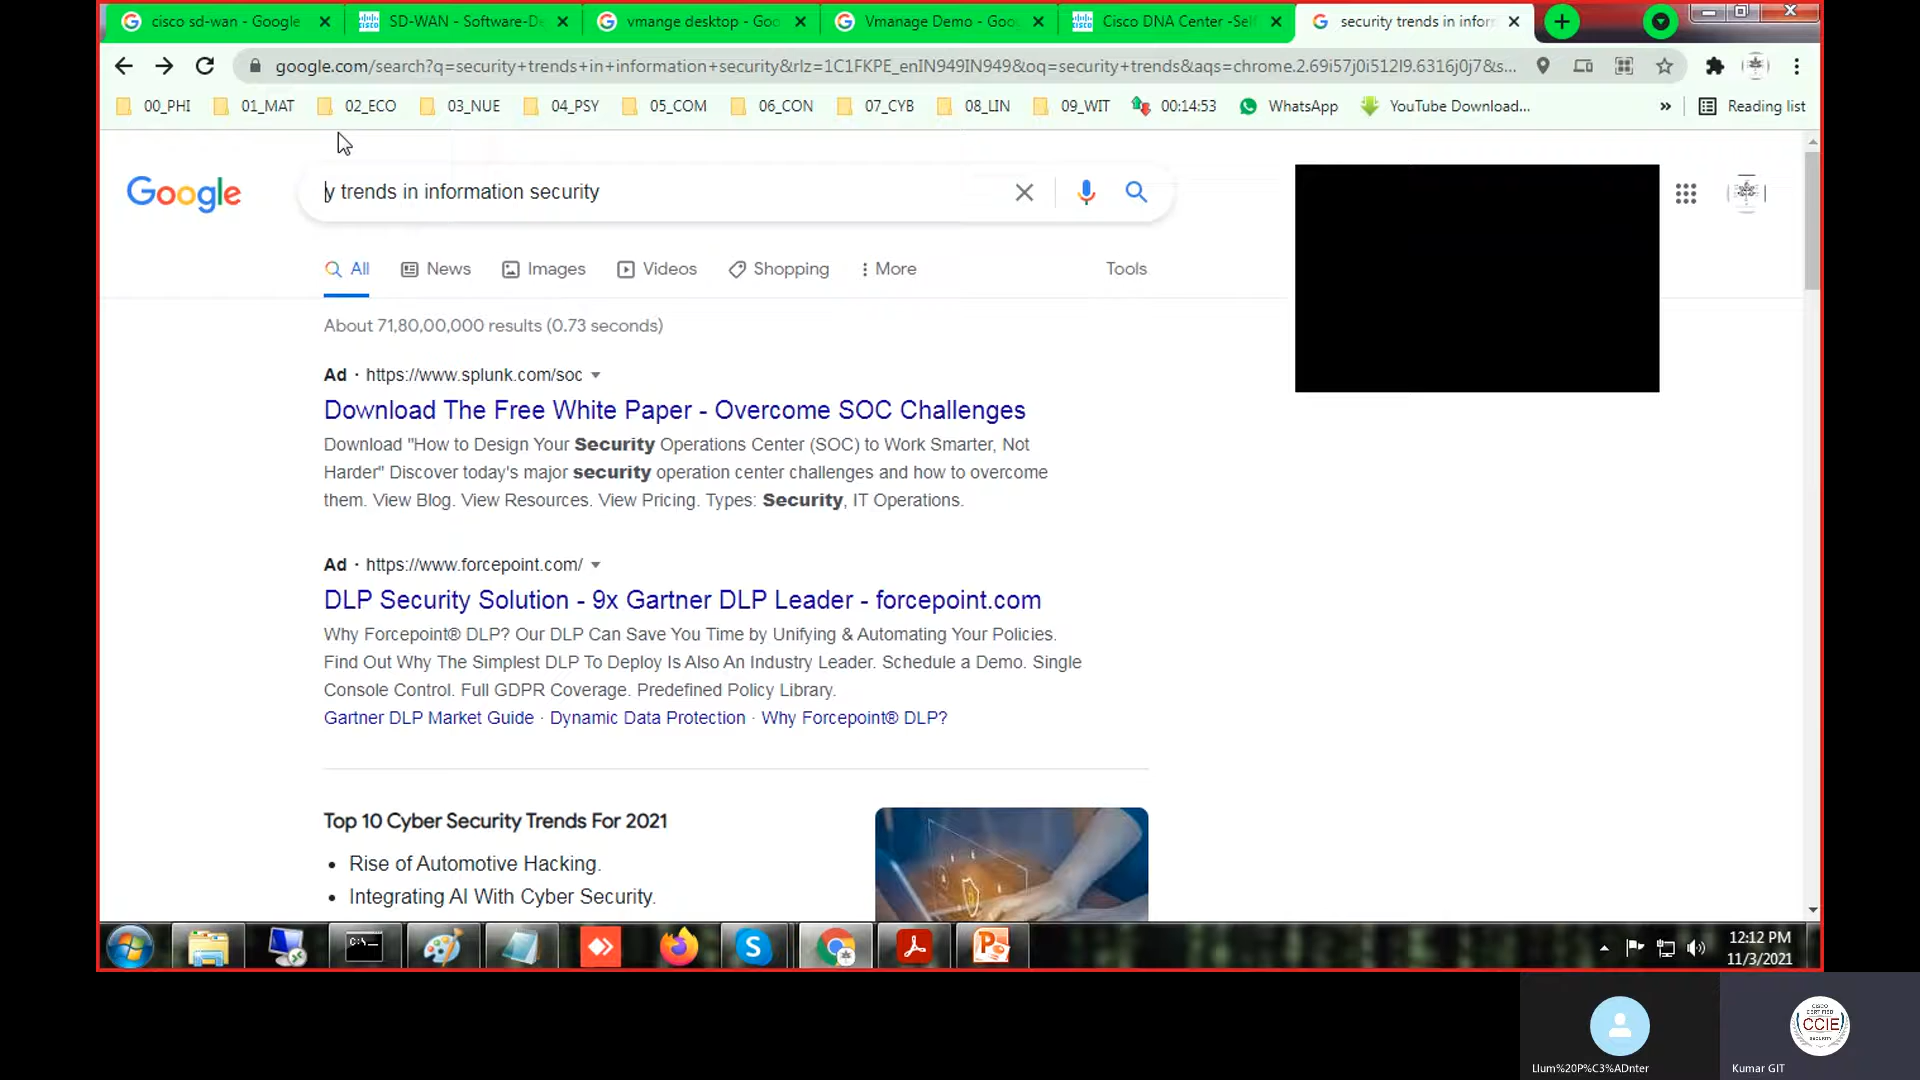 cisco sd-wan - Google
SD-WAN - Software-De
vmange desktop - Goo
Vmanage Demo - Goog
Cisco DNA Center -Self
security trends in inform
google.com/search?q=security+trends+in+information+security&rlz=1C1FKPE_enIN949IN949&oq=security+trends&aqs=chrome.2.69i57j0i512l9.6316j0j7&s...
00_PHI
01_MAT
02_ECO
03_NUE
04_PSY
05_COM
06_CON
07_CYB
08_LIN
09_WIT
00:14:53
WhatsApp
YouTube Download...
»
Reading list
Google
y trends in information security
All
News
Images
Videos
Shopping
More
Tools
About 71,80,00,000 results (0.73 seconds)
Ad · https://www.splunk.com/soc
Download The Free White Paper - Overcome SOC Challenges
Download "How to Design Your Security Operations Center (SOC) to Work Smarter, Not
Harder" Discover today's major security operation center challenges and how to overcome
them. View Blog. View Resources. View Pricing. Types: Security, IT Operations.
Ad · https://www.forcepoint.com/
DLP Security Solution - 9x Gartner DLP Leader - forcepoint.com
Why Forcepoint® DLP? Our DLP Can Save You Time by Unifying & Automating Your Policies.
Find Out Why The Simplest DLP To Deploy Is Also An Industry Leader. Schedule a Demo. Single
Console Control. Full GDPR Coverage. Predefined Policy Library.
Gartner DLP Market Guide · Dynamic Data Protection · Why Forcepoint® DLP?
Top 10 Cyber Security Trends For 2021
• Rise of Automotive Hacking.
• Integrating AI With Cyber Security.
12:12 PM
11/3/2021
CISCO
CERTIFIED
CCIE
SECURITY
Llum%20P%C3%ADnter
Kumar GIT